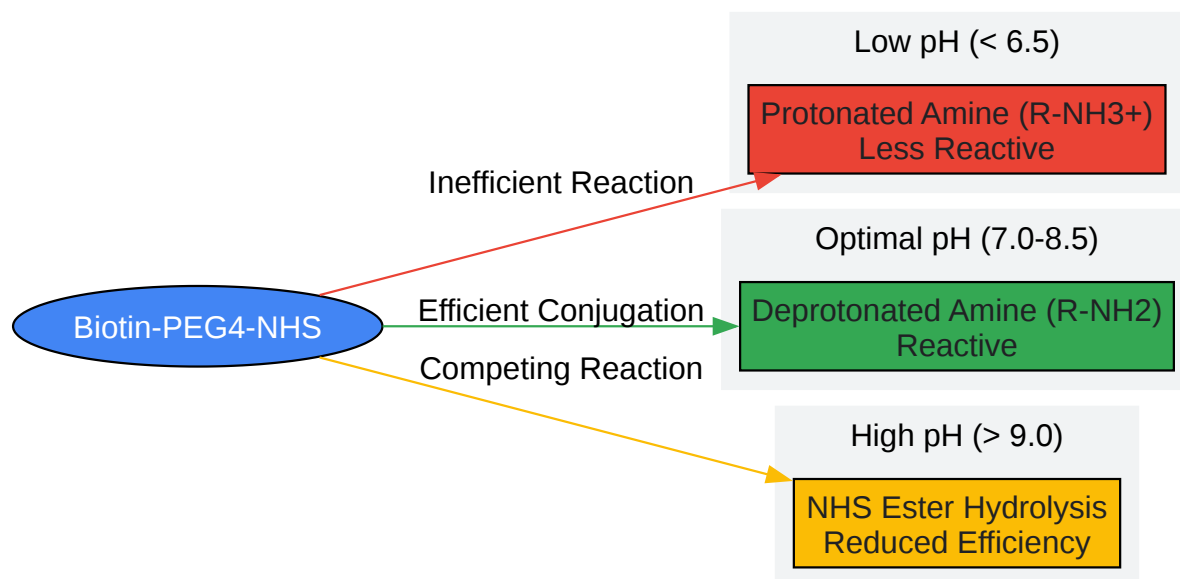 Low pH (< 6.5)
Protonated Amine (R-NH3+)
Less Reactive
Inefficient Reaction
Optimal pH (7.0-8.5)
Biotin-PEG4-NHS
Efficient Conjugation
Deprotonated Amine (R-NH2)
Reactive
Competing Reaction
High pH (> 9.0)
NHS Ester Hydrolysis
Reduced Efficiency